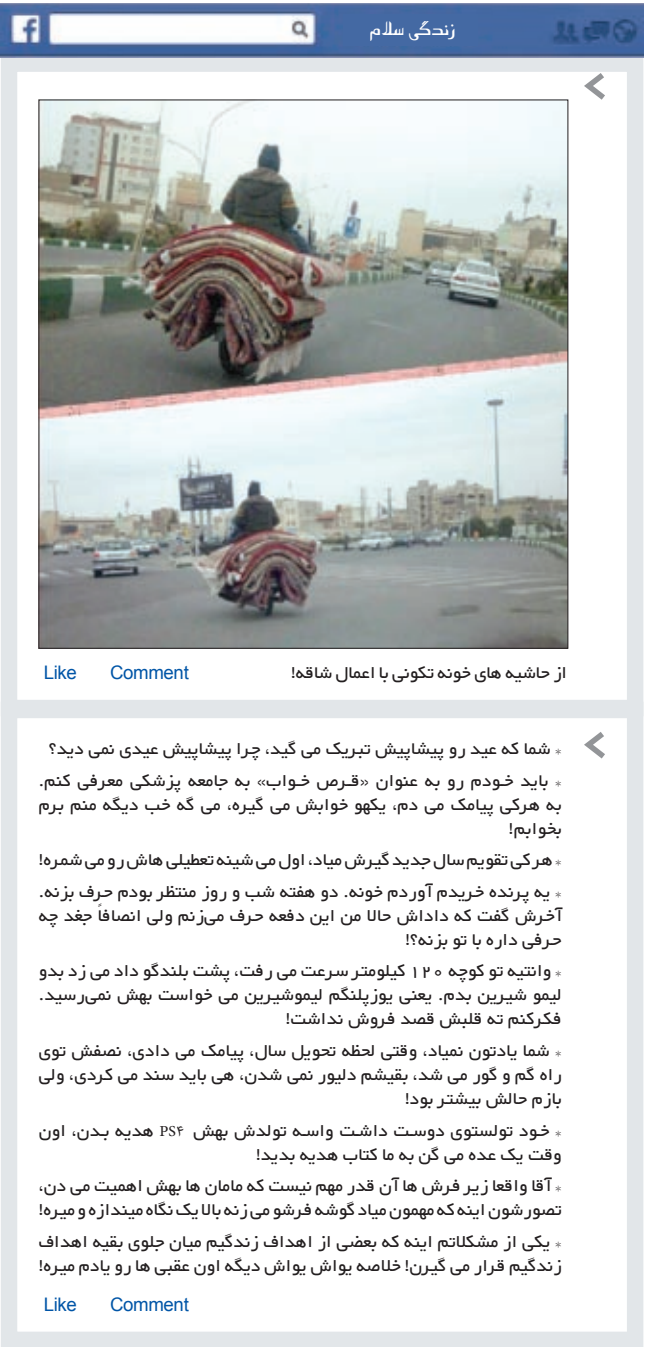 زندگی سلام
از حاشیه های خونه تکونی با اعمال شاقه!
Like Comment
* شما که عید رو پیشاپیش تبریک می گید، چرا پیشاپیش عیدی نمی دید؟
* باید خودم رو به عنوان «قرص خواب» به جامعه پزشکی معرفی کنم.
به هرکی پیامک می دم، یکهو خوابش می گیره، می گه خب دیگه منم برم
بخوابم!
* هرکی تقویم سال جدید گیرش میاد، اول می شینه تعطیلی هاش رو می شمره!
* یه پرنده خریدم آوردم خونه. دو هفته شب و روز منتظر بودم حرف بزنه.
آخرش گفت که داداش حالا من این دفعه حرف می‌زنم ولی انصافاً جغد چه
حرفی داره با تو بزنه؟!
* وانتیه تو کوچه ۱۲۰ کیلومتر سرعت می رفت، پشت بلندگو داد می زد بدو
لیمو شیرین بدم. یعنی یوزپلنگم لیموشیرین می خواست بهش نمی‌رسید.
فکرکنم ته قلبش قصد فروش نداشت!
* شما یادتون نمیاد، وقتی لحظه تحویل سال، پیامک می دادی، نصفش توی
راه گم و گور می شد، بقیشم دلیور نمی شدن، هی باید سند می کردی، ولی
بازم حالش بیشتر بود!
* خود تولستوی دوست داشت واسه تولدش بهش PS۴ هدیه بدن، اون
وقت یک عده می گن به ما کتاب هدیه بدید!
* آقا واقعا زیر فرش ها آن قدر مهم نیست که مامان ها بهش اهمیت می دن،
تصورشون اینه که مهمون میاد گوشه فرشو می زنه بالا یک نگاه میندازه و میره!
* یکی از مشکلاتم اینه که بعضی از اهداف زندگیم میان جلوی بقیه اهداف
زندگیم قرار می گیرن! خلاصه یواش یواش دیگه اون عقبی ها رو یادم میره!
Like Comment